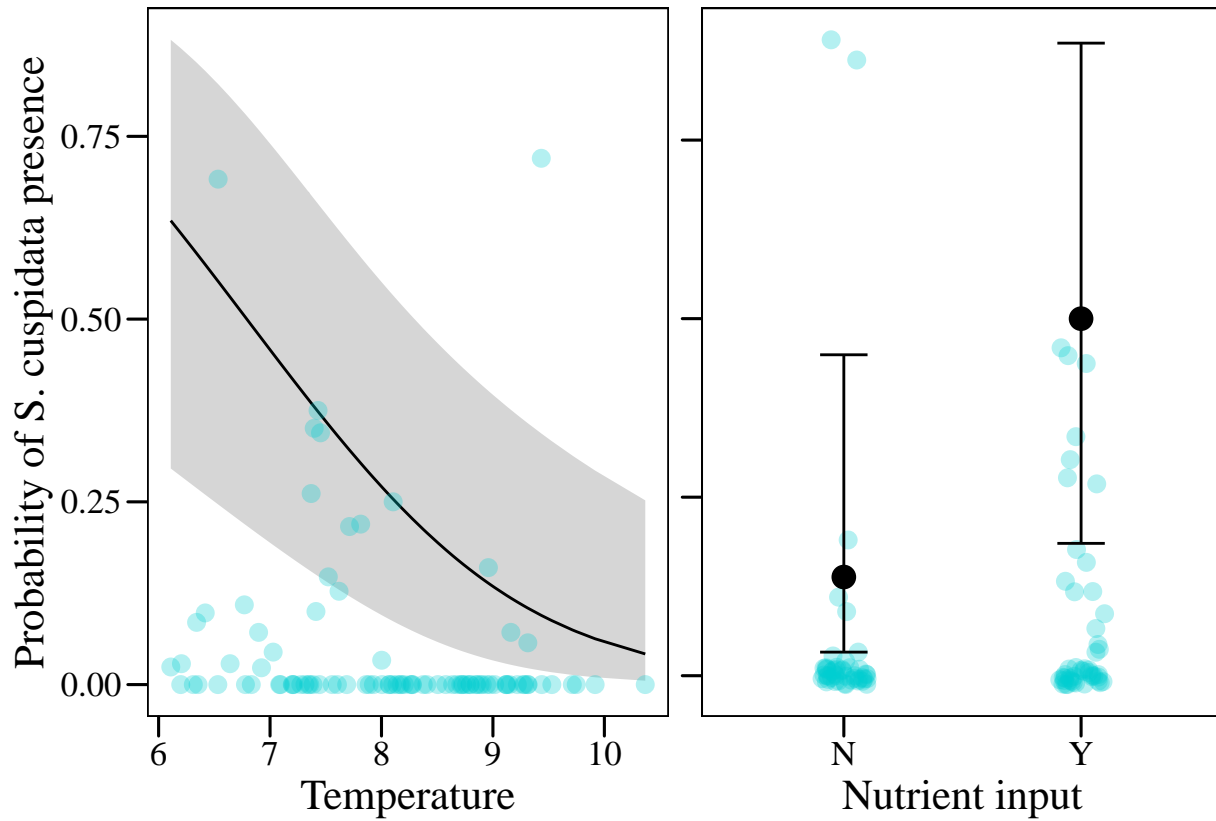 Probability of S. cuspidata presence
0.75
0.50
0.25
0.00
6 7 8 9 10
Temperature
N Y
Nutrient input